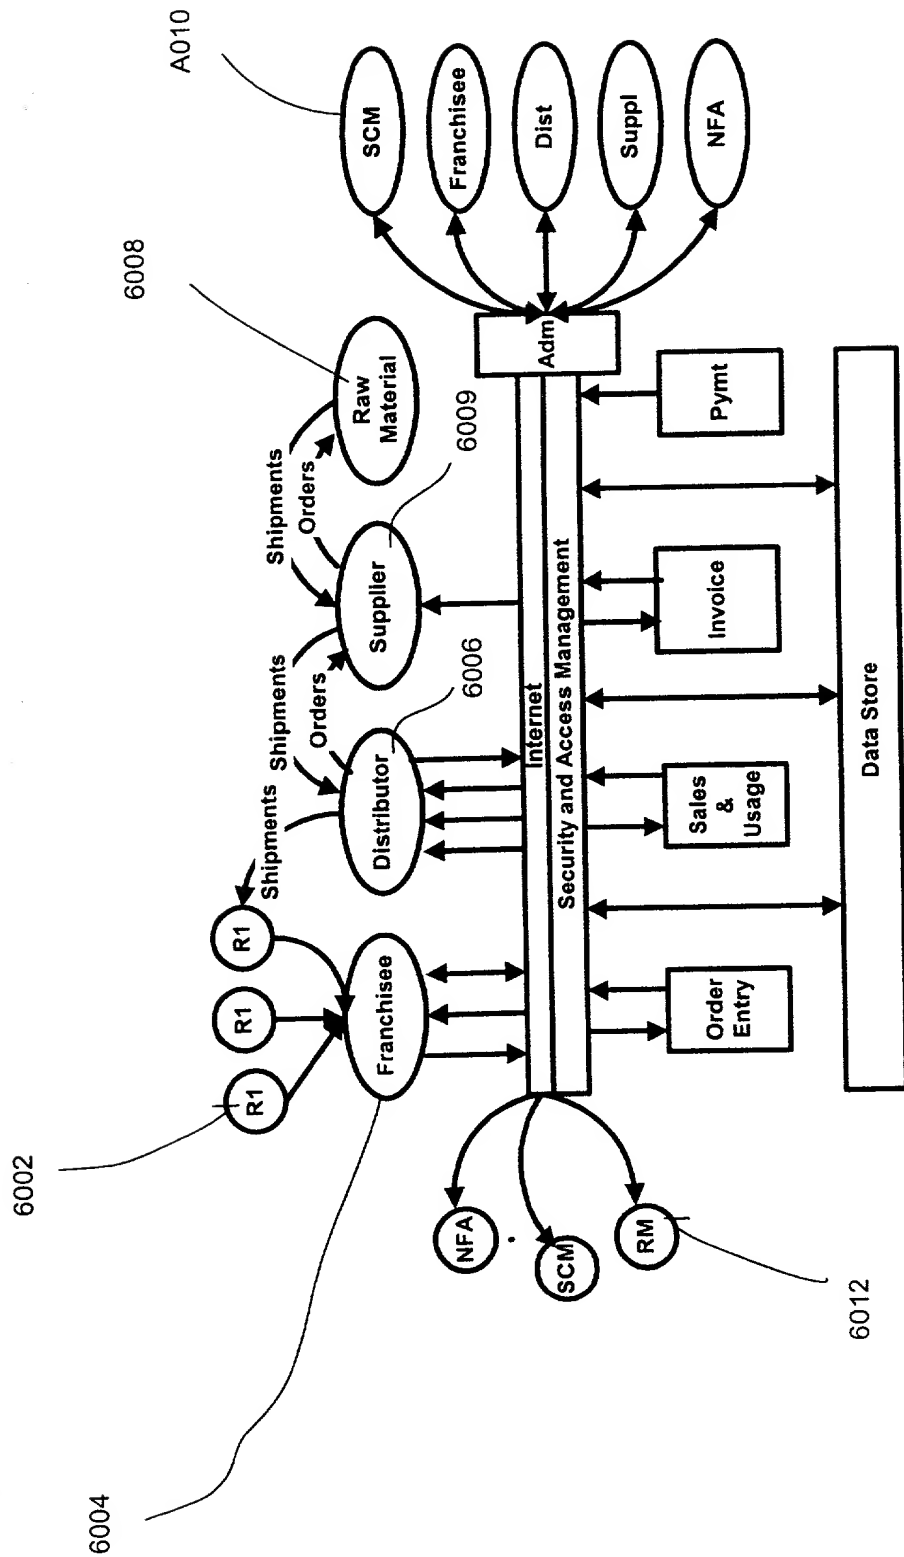 6002
6004
6006
6009
6008
A010
R1
R1
R1
Shipments
Shipments
Orders
Shipments
Orders
Franchisee
Distributor
Supplier
Raw
Material
SCM
Franchisee
Dist
Suppl
NFA
NFA
SCM
RM
6012
Internet
Security and Access Management
Adm
Order
Entry
Sales
&
Usage
Invoice
Pymt
Data Store